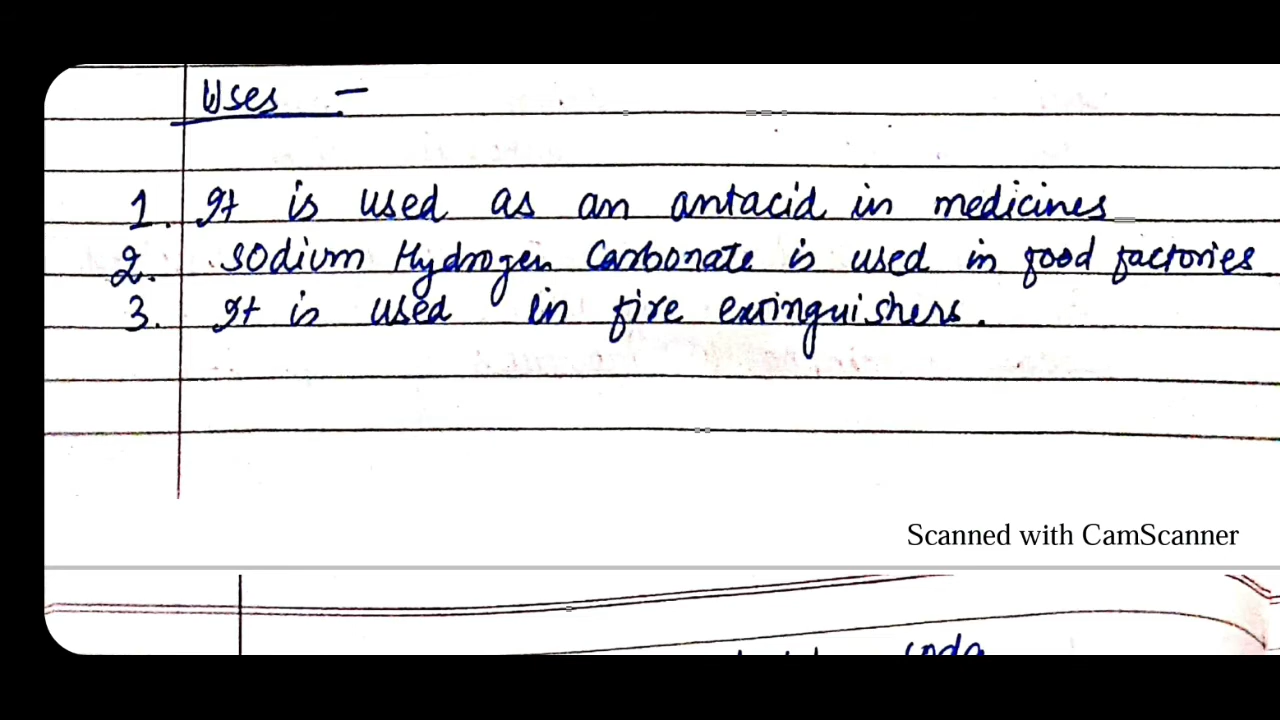 Uses :-
1. It is used as an antacid in medicines
2. sodium Hydrogen Carbonate is used in food factories
3. It is used in fire extinguishers.
Scanned with CamScanner
soda